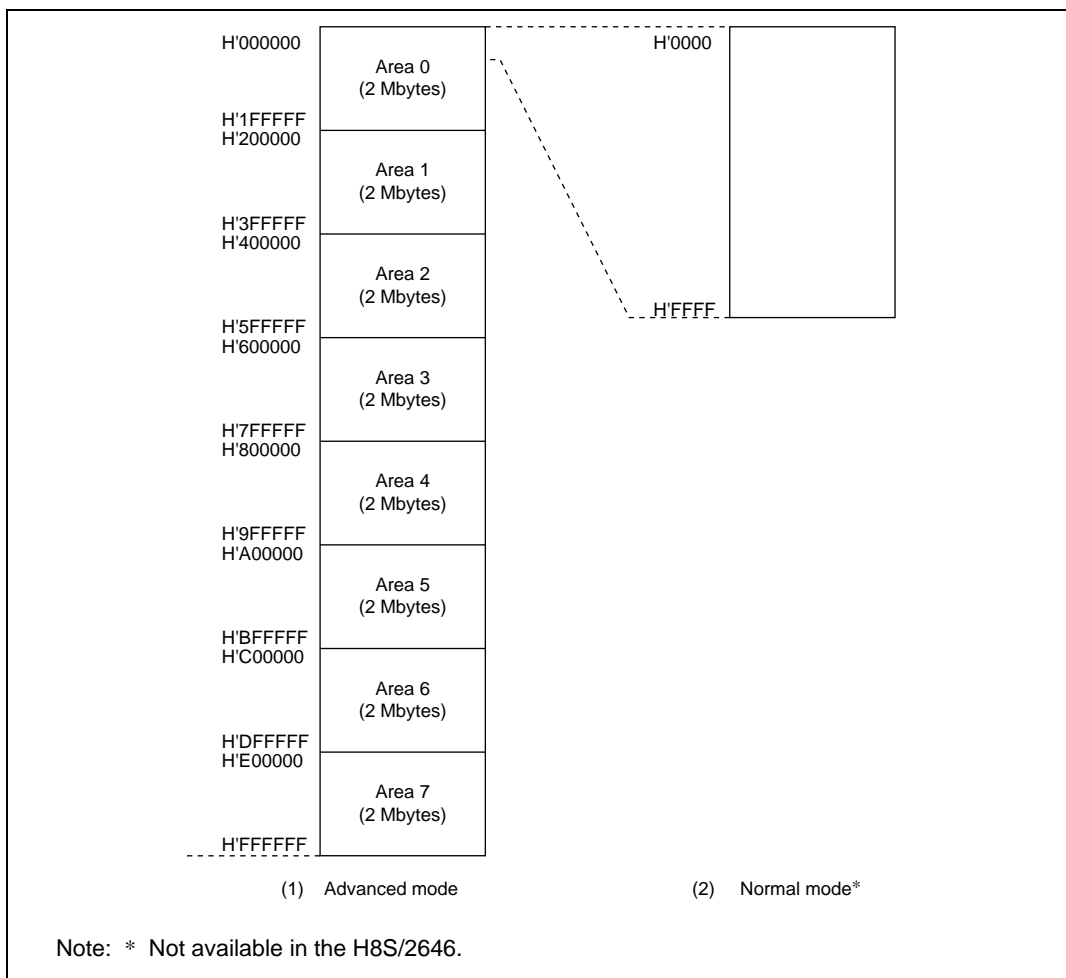 H'000000
Area 0
(2 Mbytes)
H'1FFFFF
H'200000
Area 1
(2 Mbytes)
H'3FFFFF
H'400000
Area 2
(2 Mbytes)
H'5FFFFF
H'600000
Area 3
(2 Mbytes)
H'7FFFFF
H'800000
Area 4
(2 Mbytes)
H'9FFFFF
H'A00000
Area 5
(2 Mbytes)
H'BFFFFF
H'C00000
Area 6
(2 Mbytes)
H'DFFFFF
H'E00000
Area 7
(2 Mbytes)
H'FFFFFF
(1) Advanced mode
H'0000
H'FFFF
(2) Normal mode*
Note: * Not available in the H8S/2646.